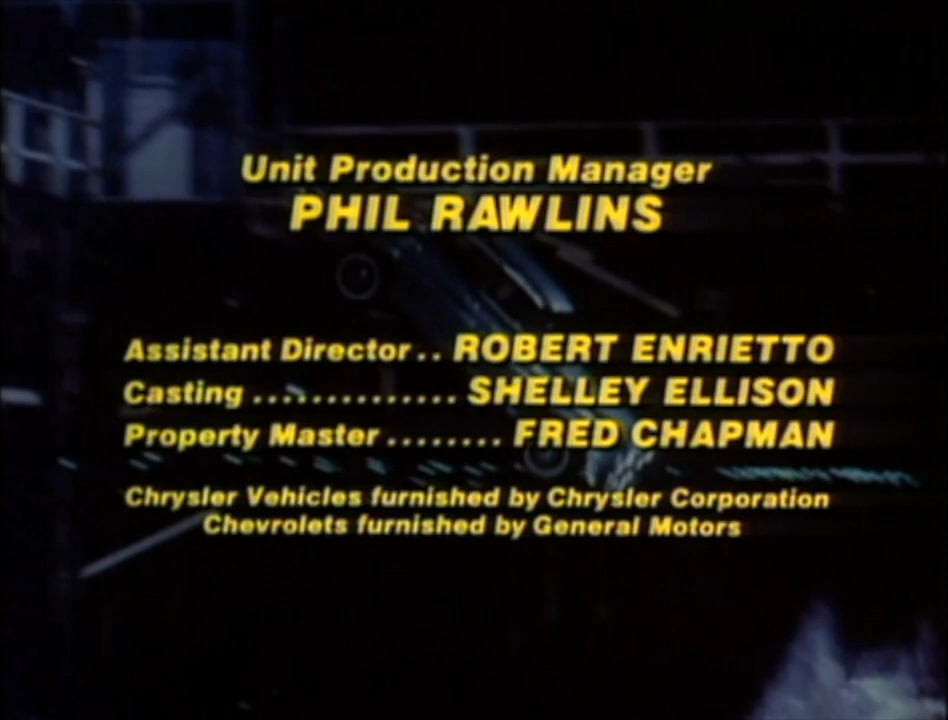 Unit Production Manager
PHIL RAWLINS
Assistant Director.. ROBERT ENRIETTO
Casting.............. SHELLEY ELLISON
Property Master........ FRED CHAPMAN
Chrysler Vehicles furnished by Chrysler Corporation
Chevrolets furnished by General Motors